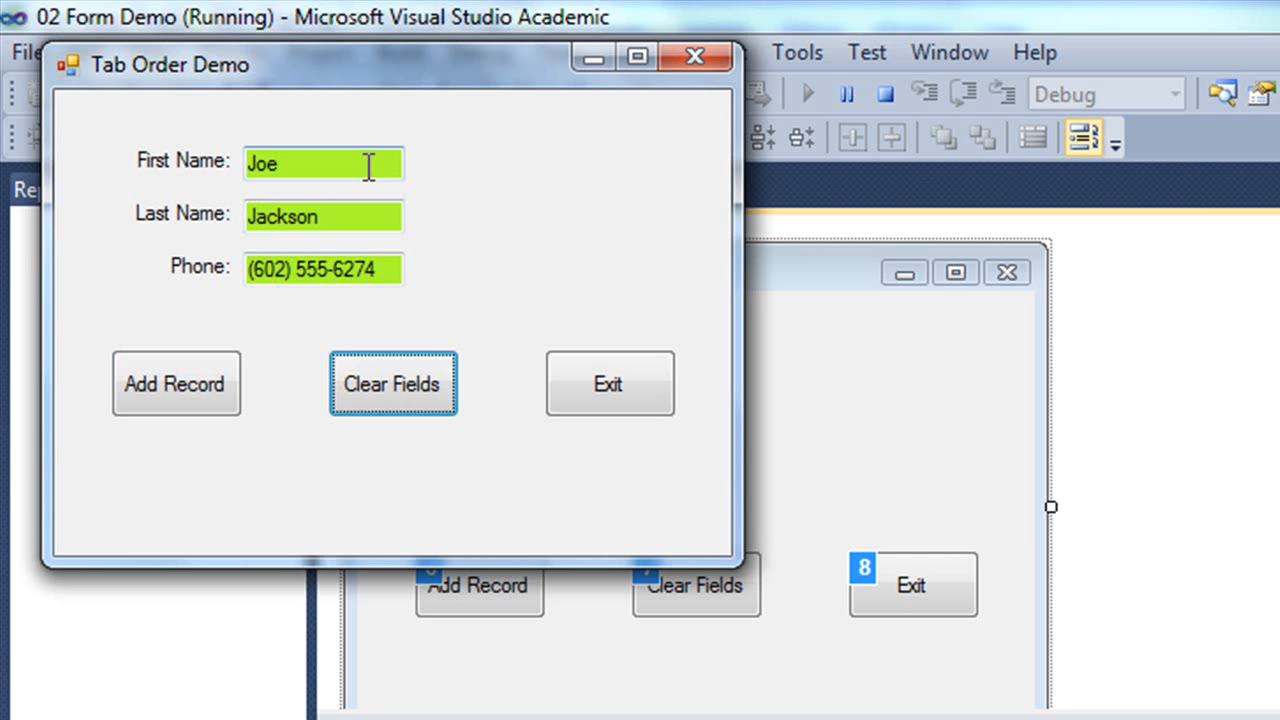 02 Form Demo (Running) - Microsoft Visual Studio Academic
Tools Test Window Help
Tab Order Demo
Debug
First Name: Joe
Last Name: Jackson
Phone: (602) 555-6274
Add Record Clear Fields Exit
8
Add Record Clear Fields Exit